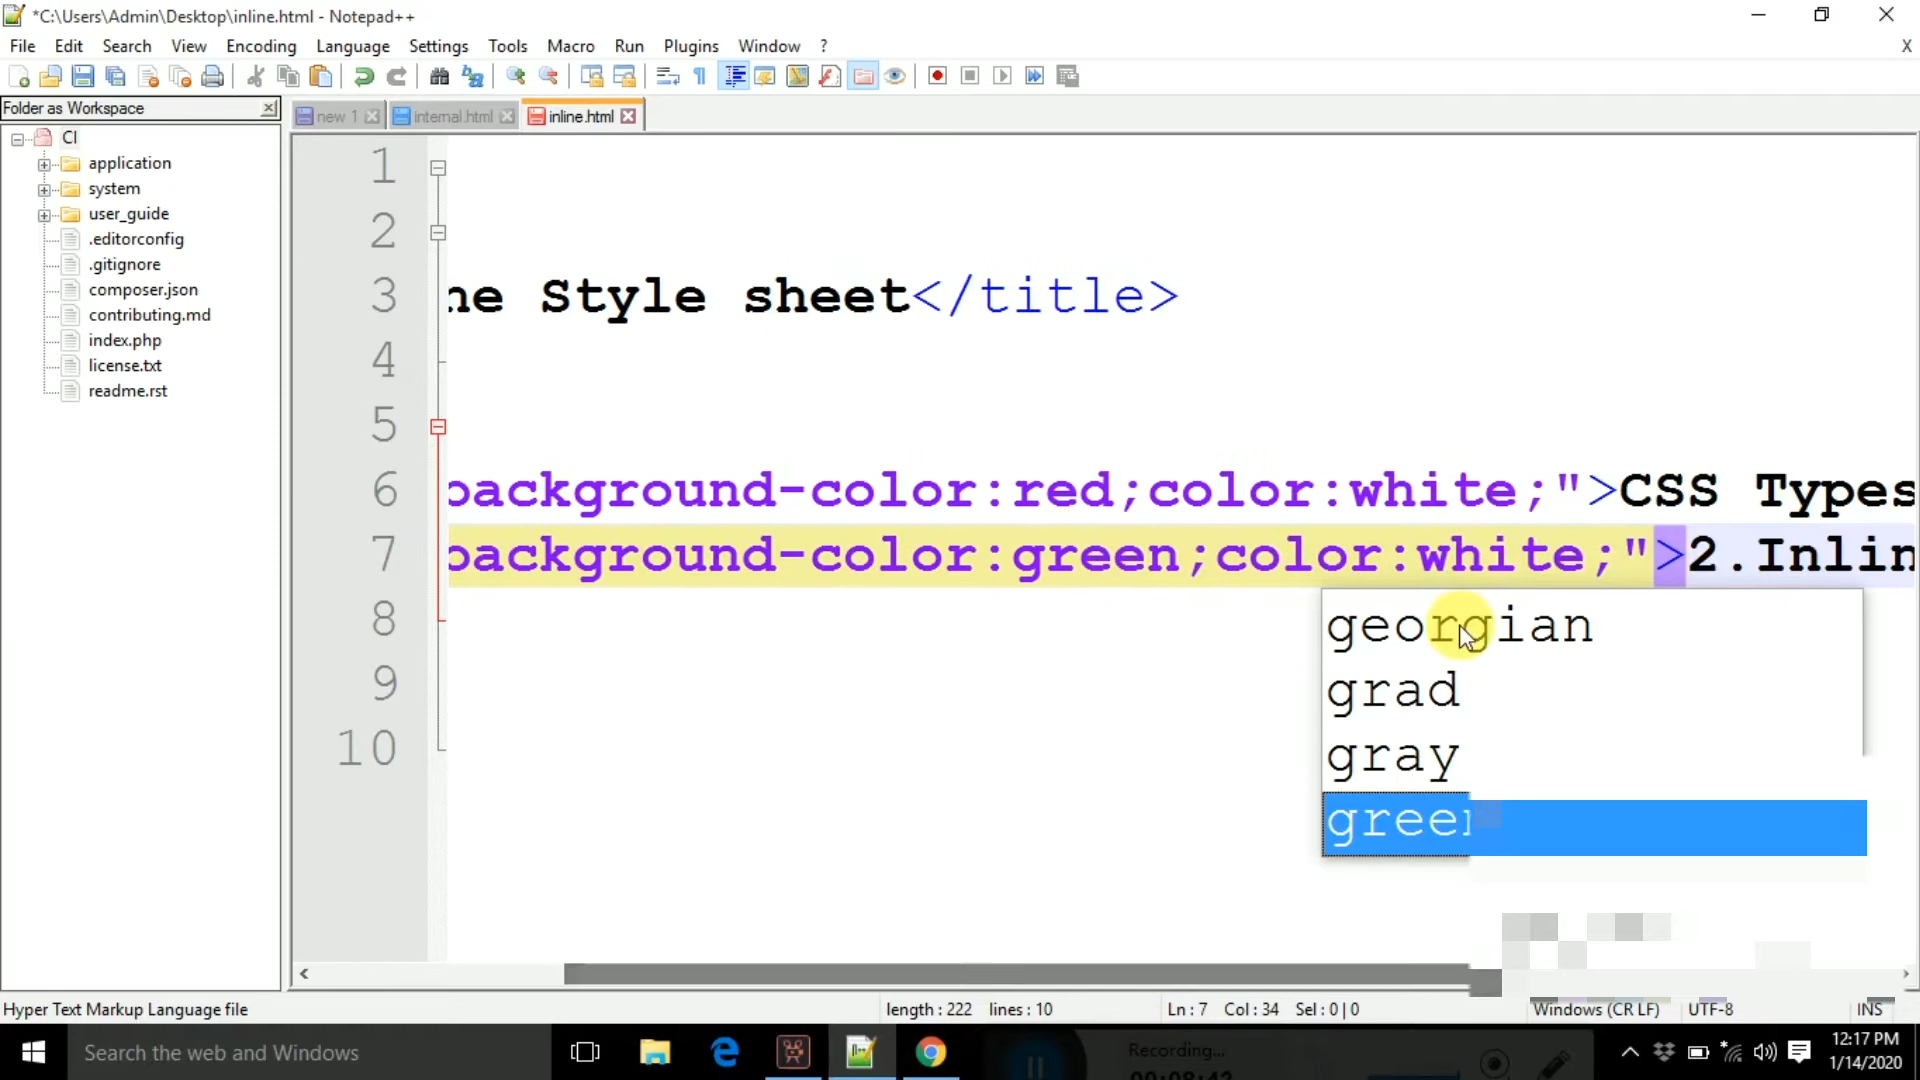 *C:\Users\Admin\Desktop\inline.html - Notepad++
File Edit Search View Encoding Language Settings Tools Macro Run Plugins Window ? X
Folder as Workspace
new 1 internal.html inline.html
CI
application
system
user_guide
.editorconfig
.gitignore
composer.json
contributing.md
index.php
license.txt
readme.rst
1
2
3 ne Style sheet</title>
4
5
6 background-color:red;color:white;">CSS Types
7 background-color:green;color:white;">2.Inlin
8
9
10
georgian
grad
gray
green
Hyper Text Markup Language file length : 222 lines : 10 Ln : 7 Col : 34 Sel : 0 | 0 Windows (CR LF) UTF-8 INS
Search the web and Windows
Recording...
00:08:42
12:17 PM
1/14/2020